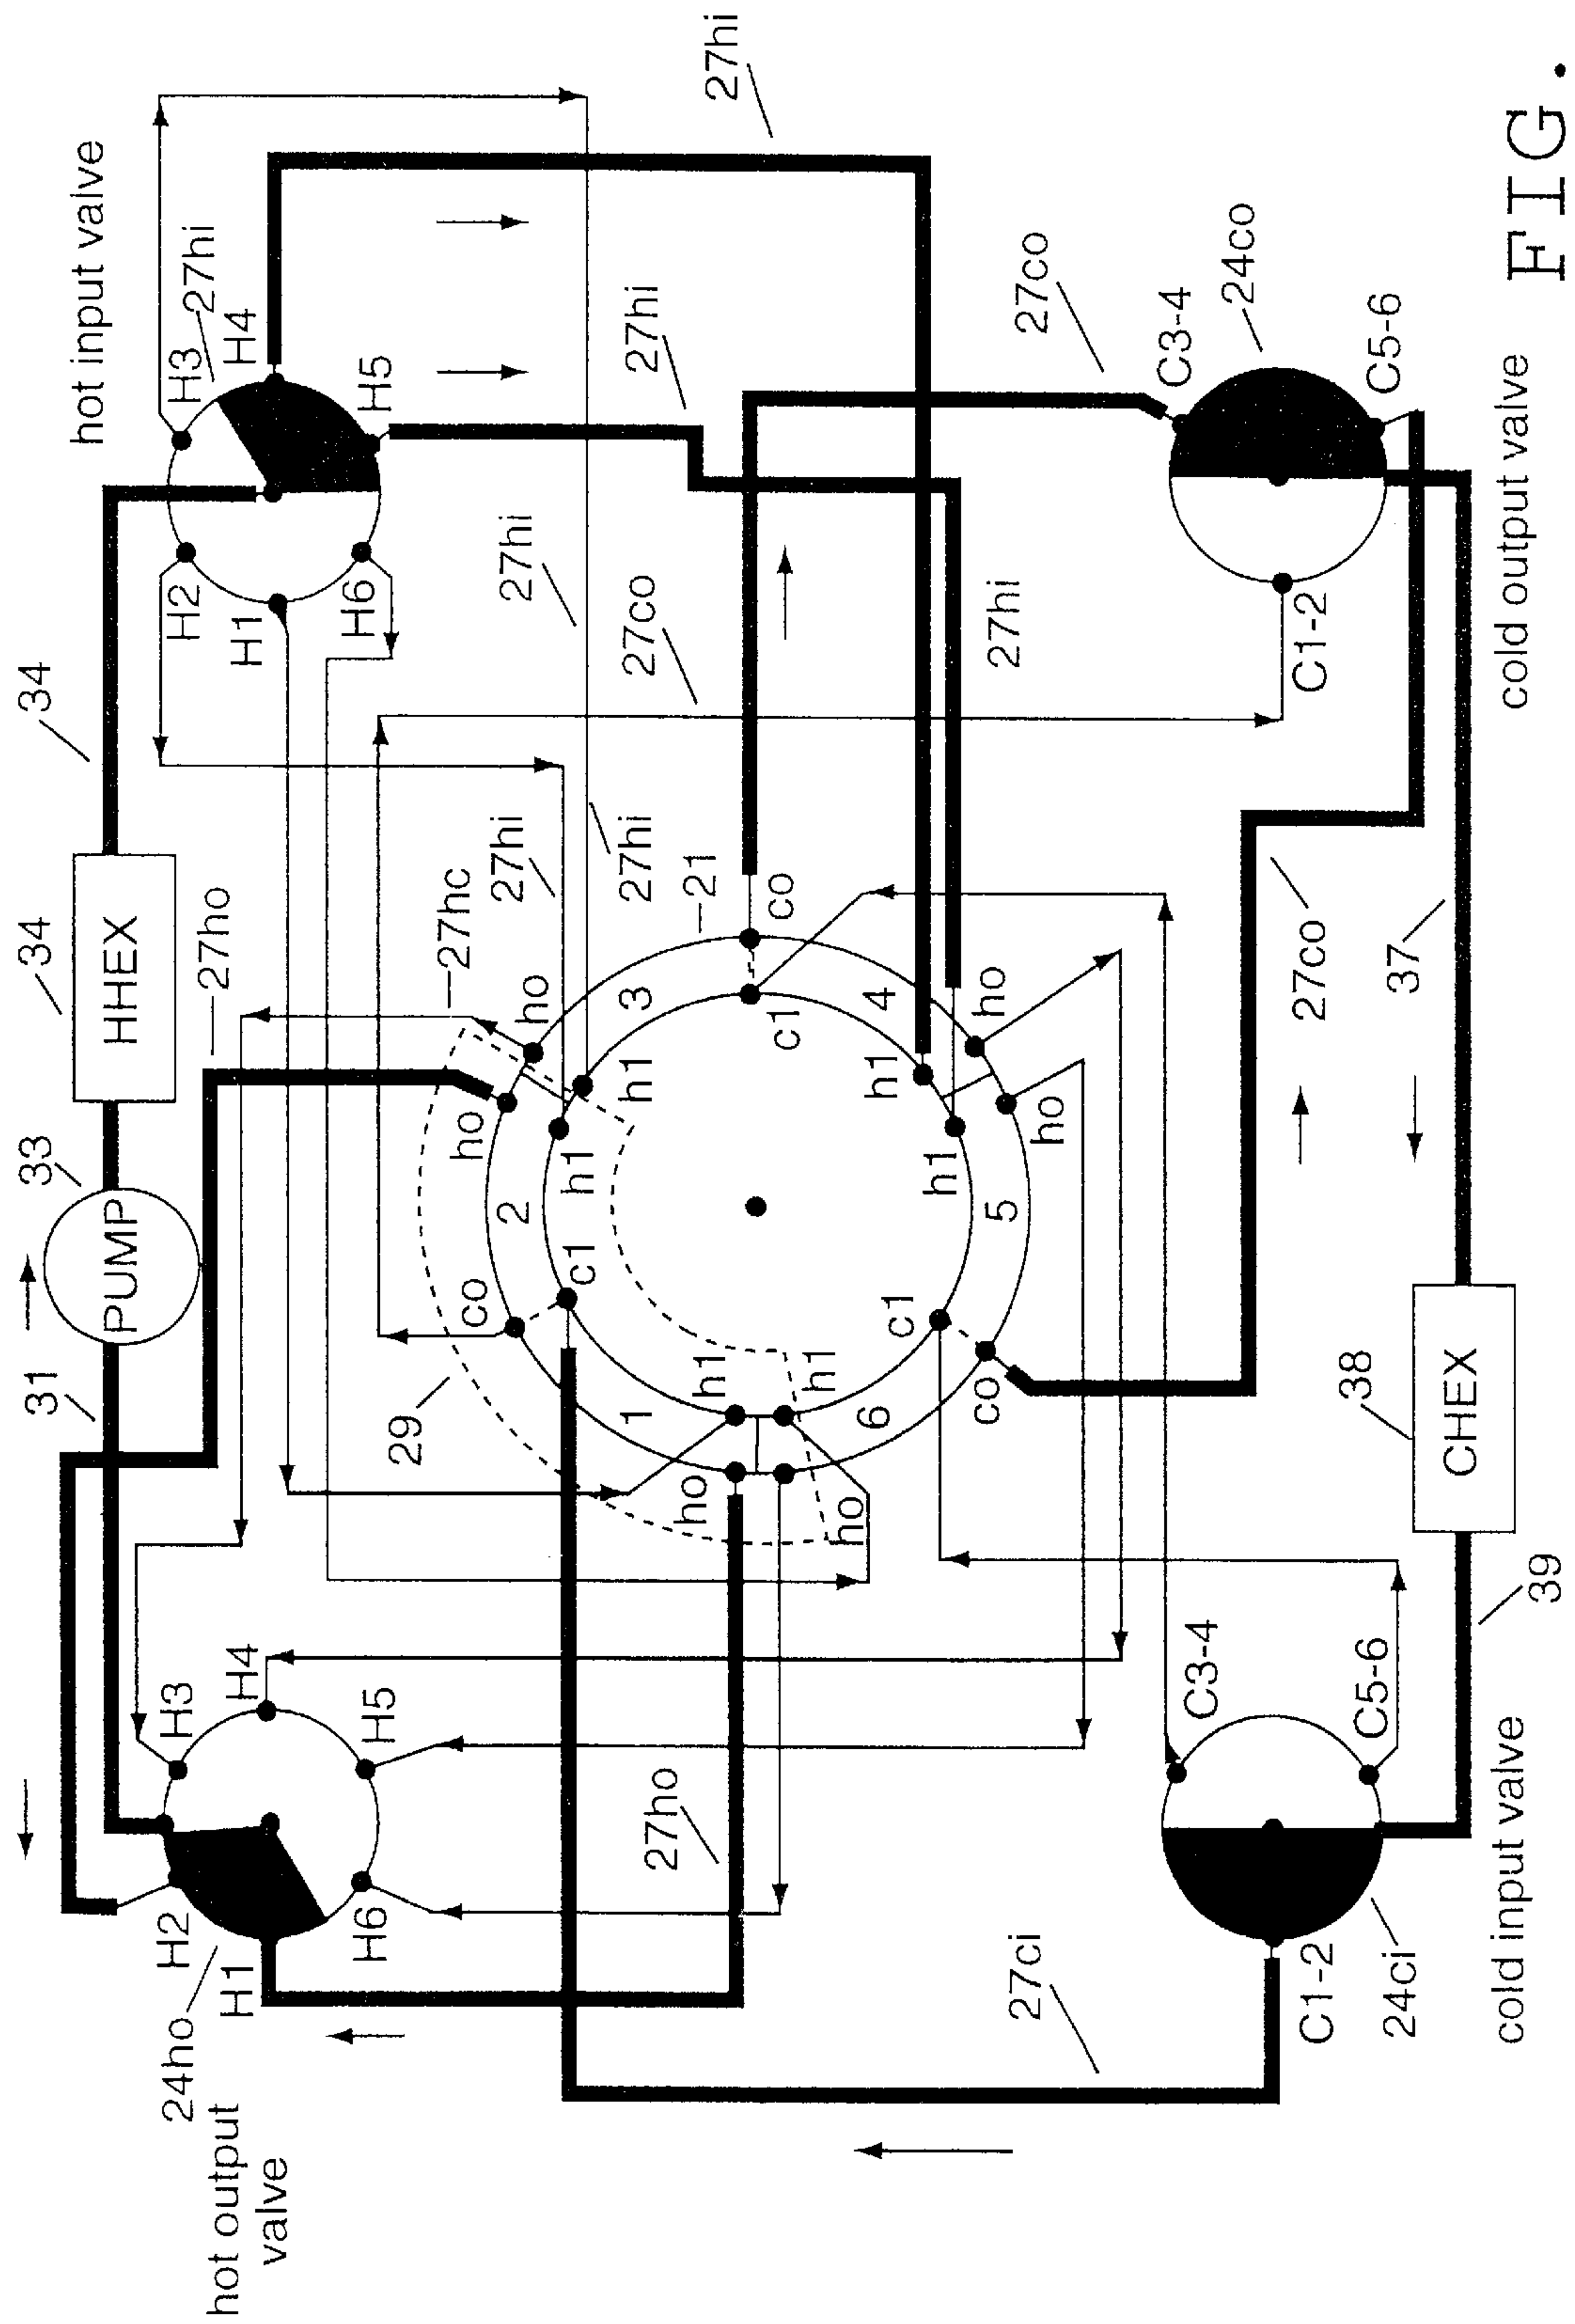 hot output
valve
24ho
H1
H2
H3
H4
H5
H6
31
PUMP
33
HHEX
34
34
27ho
hot input valve
27hi
H1
H2
H3
H4
H5
H6
27hi
27hi
27hi
27co
27hi
27hi
27hi
27hc
21
29
1
2
3
4
5
6
co
c1
ho
h1
ho
h1
co
c1
h1
ho
h1
ho
c1
co
h1
ho
h1
ho
27ho
27ci
C1-2
24ci
C3-4
C5-6
cold input valve
39
38
CHEX
37
27co
27co
C3-4
24co
C5-6
C1-2
cold output valve
FIG.